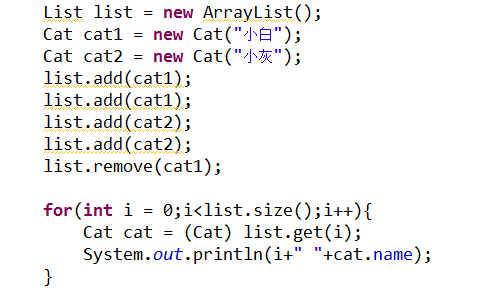 List list = new ArrayList();
Cat cat1 = new Cat("小白");
Cat cat2 = new Cat("小灰");
list.add(cat1);
list.add(cat1);
list.add(cat2);
list.add(cat2);
list.remove(cat1);
for(int i = 0;i<list.size();i++){
Cat cat = (Cat) list.get(i);
System.out.println(i+" "+cat.name);
}